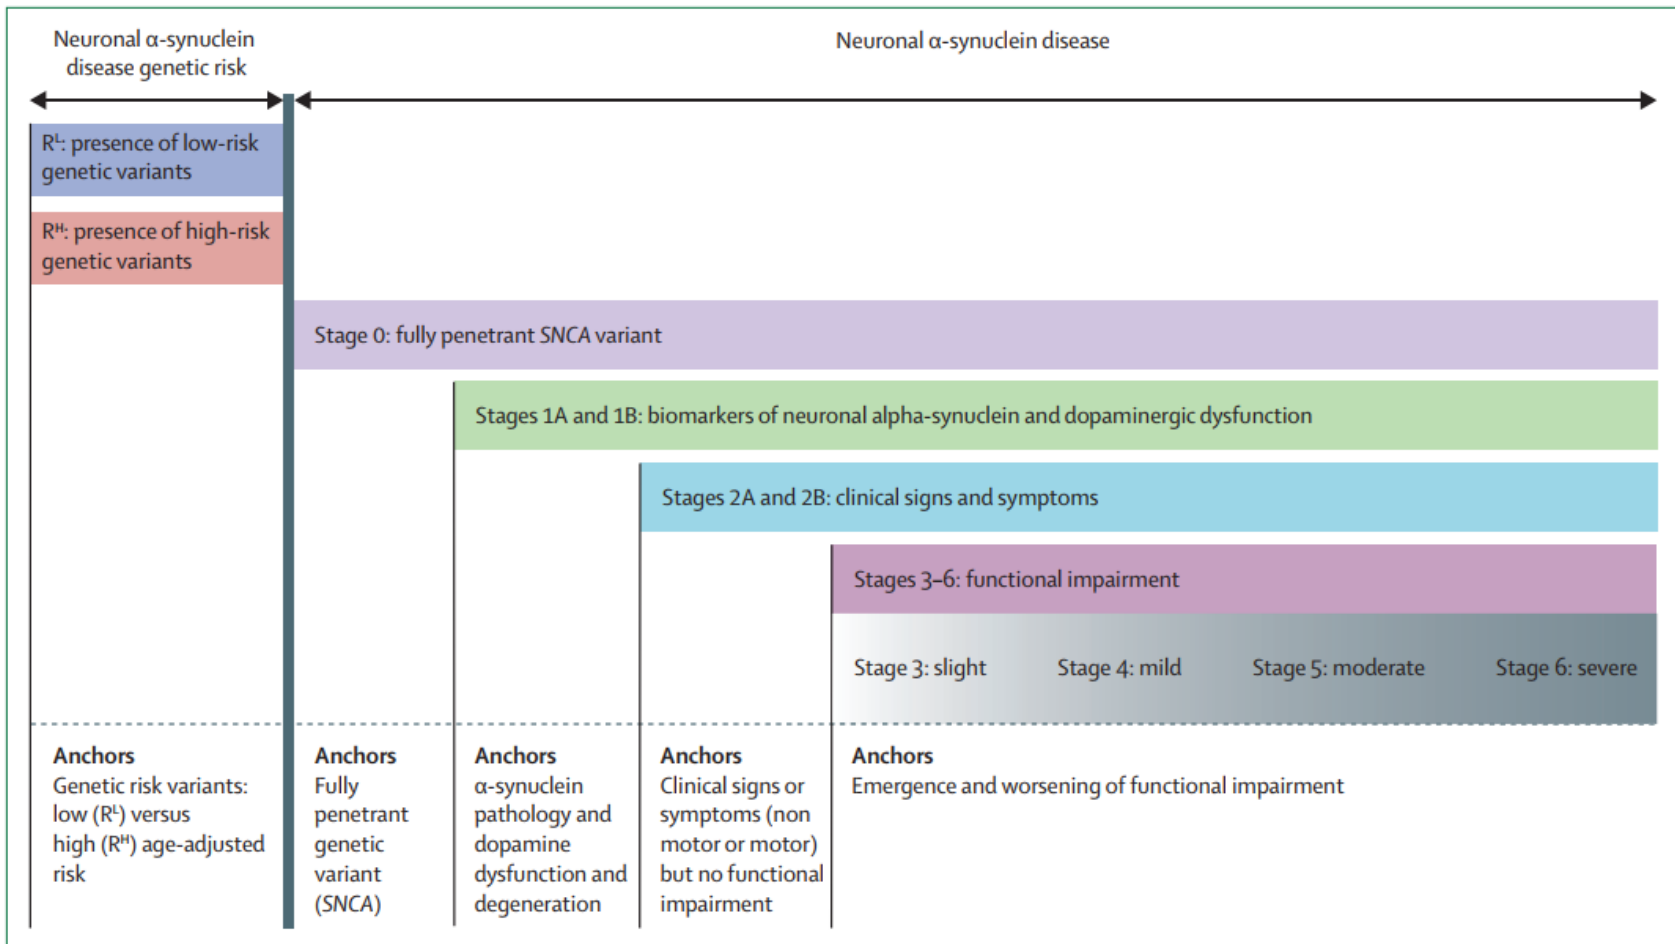 Neuronal α-synuclein
disease genetic risk
Neuronal α-synuclein disease
Rᴸ: presence of low-risk
genetic variants
Rᴴ: presence of high-risk
genetic variants
Stage 0: fully penetrant SNCA variant
Stages 1A and 1B: biomarkers of neuronal alpha-synuclein and dopaminergic dysfunction
Stages 2A and 2B: clinical signs and symptoms
Stages 3–6: functional impairment
Stage 3: slight
Stage 4: mild
Stage 5: moderate
Stage 6: severe
Anchors
Genetic risk variants:
low (Rᴸ) versus
high (Rᴴ) age-adjusted
risk
Anchors
Fully
penetrant
genetic
variant
(SNCA)
Anchors
α-synuclein
pathology and
dopamine
dysfunction and
degeneration
Anchors
Clinical signs or
symptoms (non
motor or motor)
but no functional
impairment
Anchors
Emergence and worsening of functional impairment